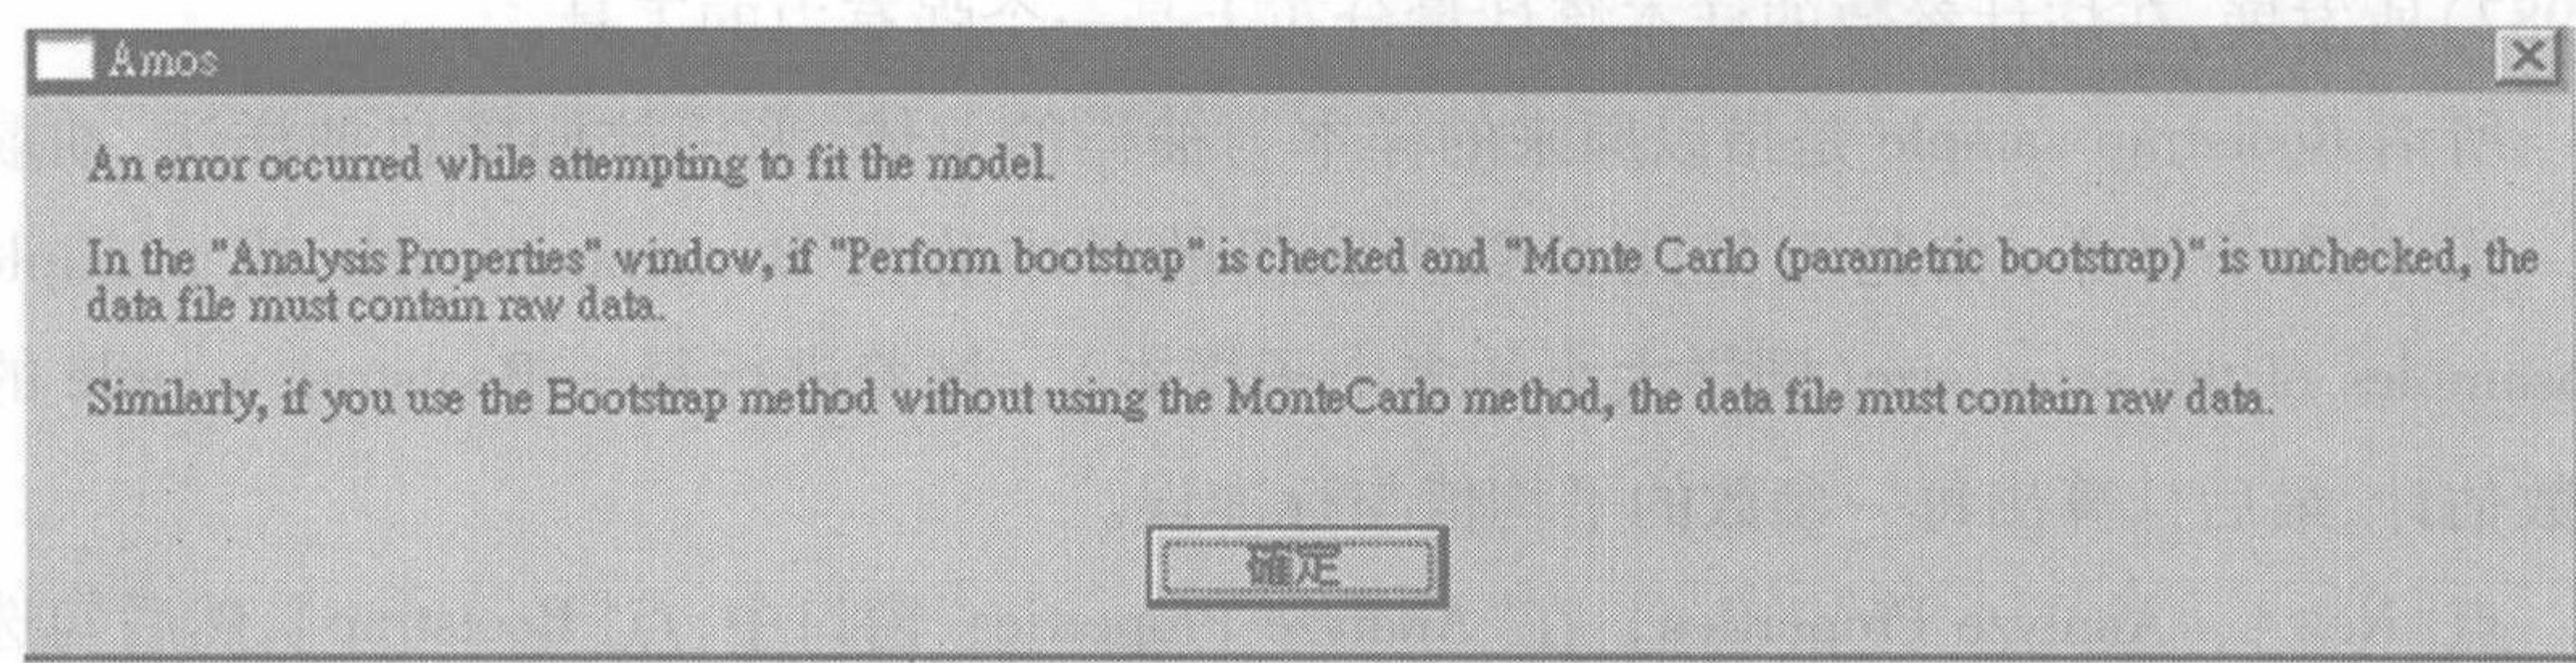 Amos
An error occurred while attempting to fit the model.
In the "Analysis Properties" window, if "Perform bootstrap" is checked and "Monte Carlo (parametric bootstrap)" is unchecked, the
data file must contain raw data.
Similarly, if you use the Bootstrap method without using the MonteCarlo method, the data file must contain raw data.
確定